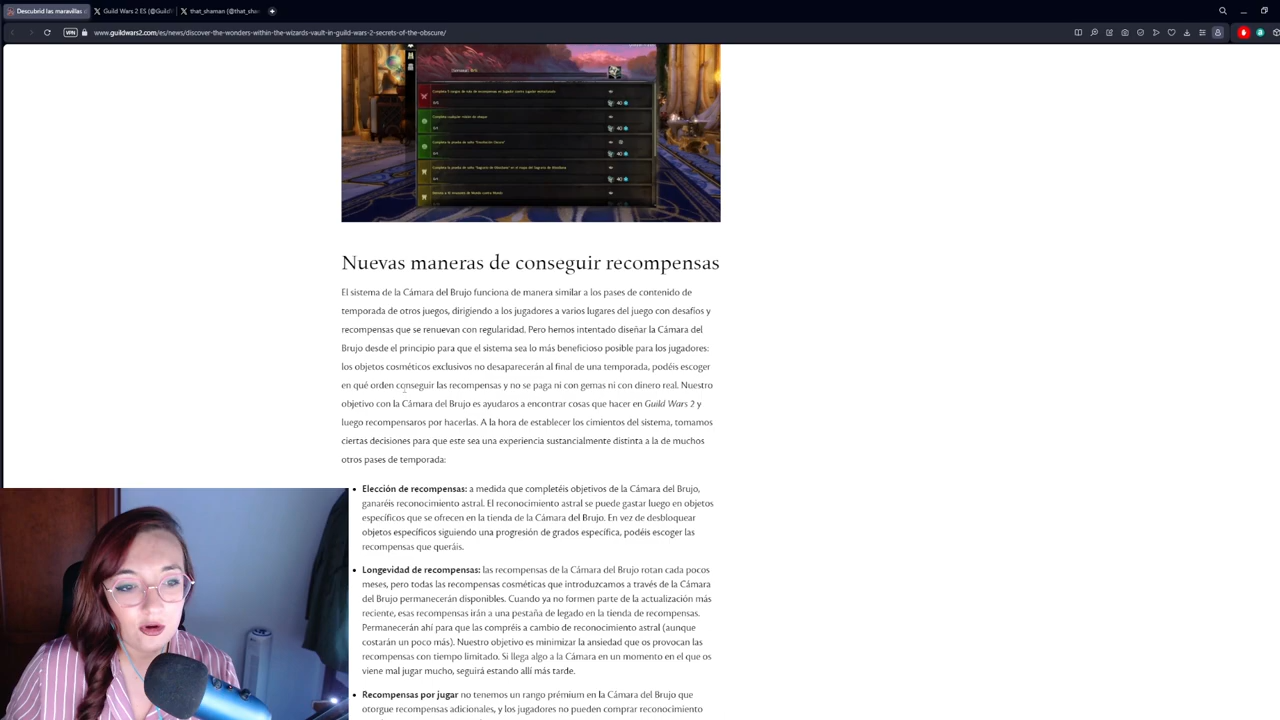 Descubrid las maravillas d
Guild Wars 2 ES (@Guild
that_shaman (@that_sha
VPN
www.guildwars2.com/es/news/discover-the-wonders-within-the-wizards-vault-in-guild-wars-2-secrets-of-the-obscure/
40
40
40
40
Nuevas maneras de conseguir recompensas
El sistema de la Cámara del Brujo funciona de manera similar a los pases de contenido de
temporada de otros juegos, dirigiendo a los jugadores a varios lugares del juego con desafíos y
recompensas que se renuevan con regularidad. Pero hemos intentado diseñar la Cámara del
Brujo desde el principio para que el sistema sea lo más beneficioso posible para los jugadores:
los objetos cosméticos exclusivos no desaparecerán al final de una temporada, podéis escoger
en qué orden conseguir las recompensas y no se paga ni con gemas ni con dinero real. Nuestro
objetivo con la Cámara del Brujo es ayudaros a encontrar cosas que hacer en Guild Wars 2 y
luego recompensaros por hacerlas. A la hora de establecer los cimientos del sistema, tomamos
ciertas decisiones para que este sea una experiencia sustancialmente distinta a la de muchos
otros pases de temporada:
• Elección de recompensas: a medida que completéis objetivos de la Cámara del Brujo,
ganaréis reconocimiento astral. El reconocimiento astral se puede gastar luego en objetos
específicos que se ofrecen en la tienda de la Cámara del Brujo. En vez de desbloquear
objetos específicos siguiendo una progresión de grados específica, podéis escoger las
recompensas que queráis.
• Longevidad de recompensas: las recompensas de la Cámara del Brujo rotan cada pocos
meses, pero todas las recompensas cosméticas que introduzcamos a través de la Cámara
del Brujo permanecerán disponibles. Cuando ya no formen parte de la actualización más
reciente, esas recompensas irán a una pestaña de legado en la tienda de recompensas.
Permanecerán ahí para que las compréis a cambio de reconocimiento astral (aunque
costarán un poco más). Nuestro objetivo es minimizar la ansiedad que os provocan las
recompensas con tiempo limitado. Si llega algo a la Cámara en un momento en el que os
viene mal jugar mucho, seguirá estando allí más tarde.
• Recompensas por jugar no tenemos un rango prémium en la Cámara del Brujo que
otorgue recompensas adicionales, y los jugadores no pueden comprar reconocimiento